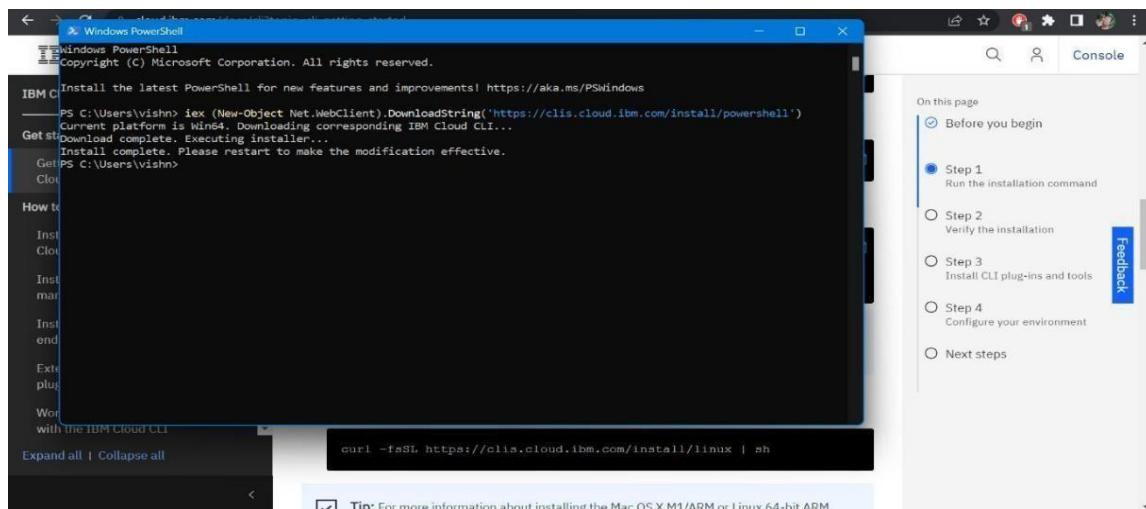 Windows PowerShell
Windows PowerShell
Copyright (C) Microsoft Corporation. All rights reserved.
Install the latest PowerShell for new features and improvements! https://aka.ms/PSWindows
PS C:\Users\vishn> iex (New-Object Net.WebClient).DownloadString('https://clis.cloud.ibm.com/install/powershell')
Current platform is Win64. Downloading corresponding IBM Cloud CLI...
Download complete. Executing installer...
Install complete. Please restart to make the modification effective.
PS C:\Users\vishn>
Console
IBM
How
with the IBM Cloud CLI
Expand all | Collapse all
curl -fsSL https://clis.cloud.ibm.com/install/linux | sh
Tip: For more information about installing the Mac OS X M1/ARM or Linux 64-bit ARM
On this page
Before you begin
Step 1
Run the installation command
Step 2
Verify the installation
Step 3
Install CLI plug-ins and tools
Step 4
Configure your environment
Next steps
Feedback